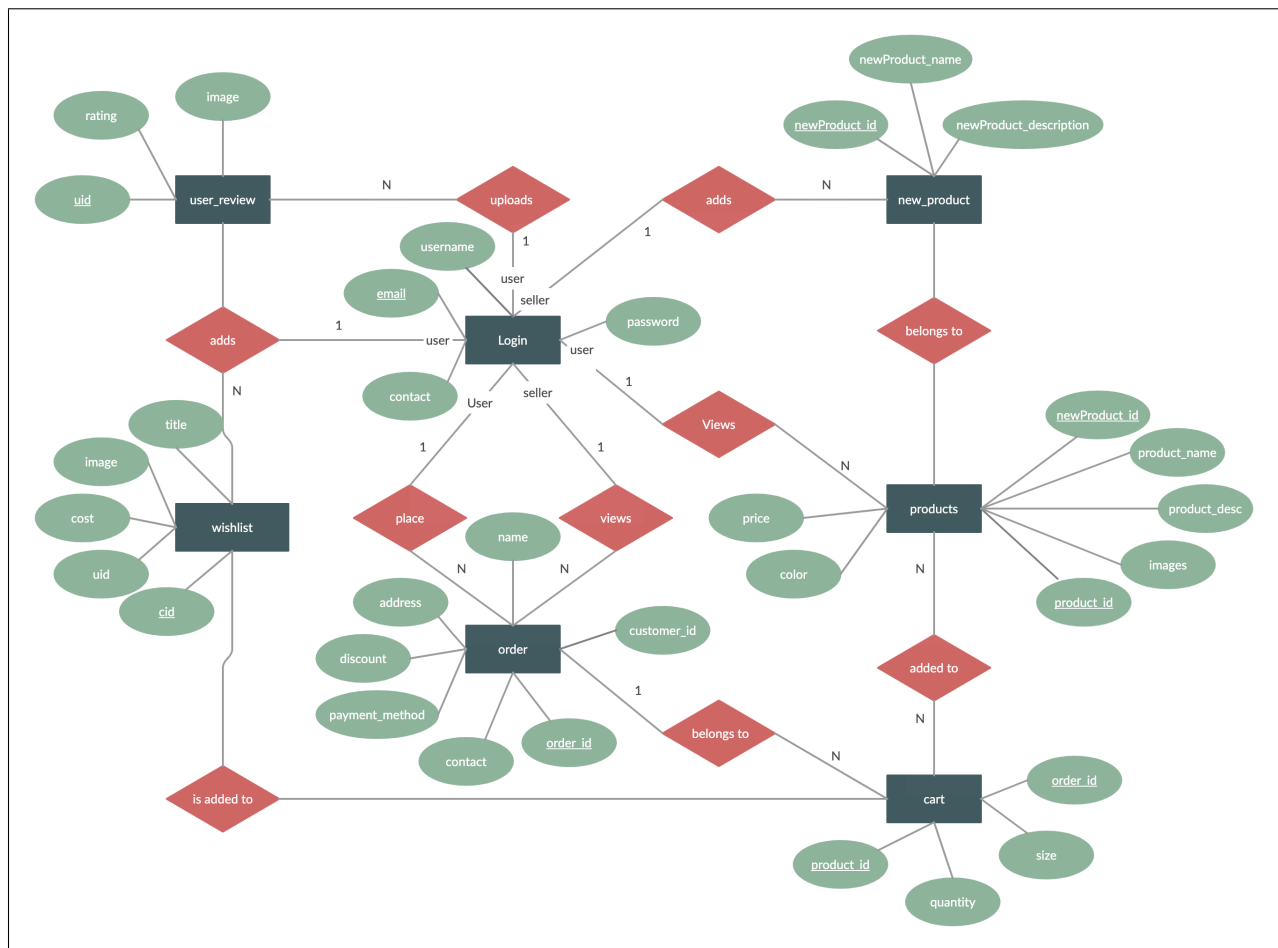 newProduct_name
image
rating
newProduct_id
newProduct_description
N
N
uid
user_review
uploads
adds
new_product
1
1
username
user
email
seller
password
1
belongs to
adds
user
Login
user
1
contact
seller
N
User
title
newProduct_id
Views
1
1
product_name
image
N
products
product_desc
price
cost
wishlist
place
views
name
images
N
N
N
color
uid
address
product_id
cid
customer_id
order
discount
added to
1
payment_method
N
belongs to
order_id
contact
N
order_id
is added to
cart
size
product_id
quantity